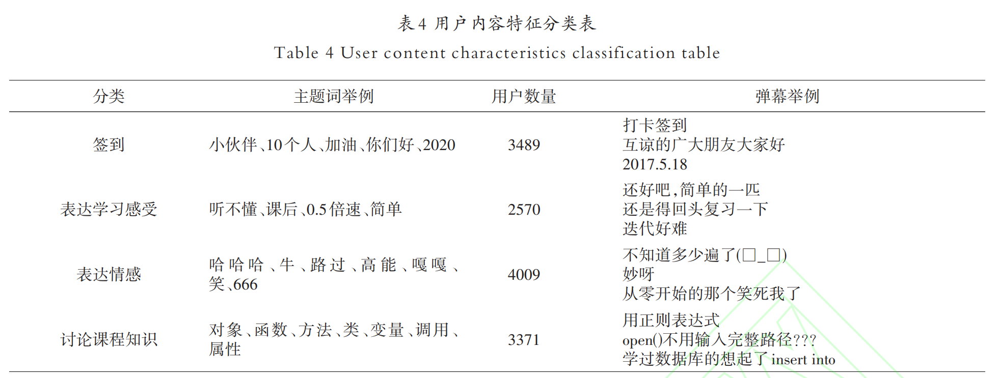 表4 用户内容特征分类表
Table 4 User content characteristics classification table
分类 主题词举例 用户数量 弹幕举例
签到 小伙伴、10个人、加油、你们好、2020 3489 打卡签到
互谅的广大朋友大家好
2017.5.18
表达学习感受 听不懂、课后、0.5倍速、简单 2570 还好吧,简单的一匹
还是得回头复习一下
迭代好难
表达情感 哈哈哈、牛、路过、高能、嘎嘎、
笑、666 4009 不知道多少遍了(□_□)
妙呀
从零开始的那个笑死我了
讨论课程知识 对象、函数、方法、类、变量、调用、
属性 3371 用正则表达式
open()不用输入完整路径???
学过数据库的想起了insert into